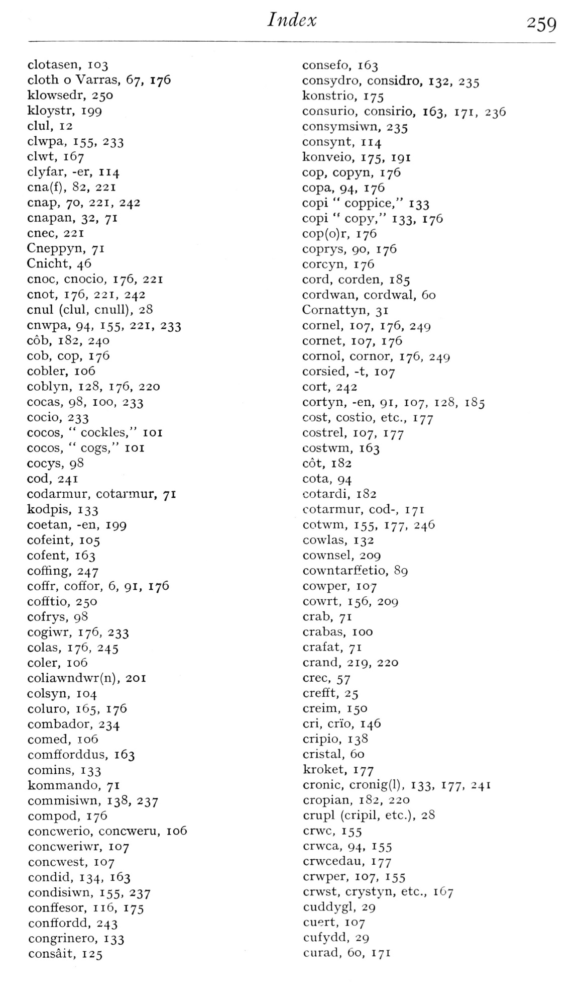 Index
259
clotasen, 103
cloth o Varras, 67, 176
klowsedr, 250
kloystr, 199
clul, 12
clwpa, 155, 233
clwt, 167
clyfar, -er, 114
cna(f), 82, 221
cnap, 70, 221, 242
cnapan, 32, 71
cnec, 221
Cneppyn, 71
Cnicht, 46
cnoc, cnocio, 176, 221
cnot, 176, 221, 242
cnul (clul, cnull), 28
cnwpa, 94, 155, 221, 233
côb, 182, 240
cob, cop, 176
cobler, 106
coblyn, 128, 176, 220
cocas, 98, 100, 233
cocio, 233
cocos, “ cockles,” 101
cocos, “ cogs,” 101
cocys, 98
cod, 241
codarmur, cotarmur, 71
kodpis, 133
coetan, -en, 199
cofeint, 105
cofent, 163
coffing, 247
coffr, coffor, 6, 91, 176
cofftio, 250
cofrys, 98
cogiwr, 176, 233
colas, 176, 245
coler, 106
coliawndwr(n), 201
colsyn, 104
coluro, 165, 176
combador, 234
comed, 106
comfforddus, 163
comins, 133
kommando, 71
commisiwn, 138, 237
compod, 176
concwerio, concweru, 106
concweriwr, 107
concwest, 107
condid, 134, 163
condisiwn, 155, 237
conffesor, 116, 175
conffordd, 243
congrinero, 133
consâit, 125
consefo, 163
consydro, considro, 132, 235
konstrio, 175
consurio, consirio, 163, 171, 236
consymsiwn, 235
consynt, 114
konveio, 175, 191
cop, copyn, 176
copa, 94, 176
copi “ coppice,” 133
copi “ copy,” 133, 176
cop(o)r, 176
coprys, 90, 176
corcyn, 176
cord, corden, 185
cordwan, cordwal, 60
Cornattyn, 31
cornel, 107, 176, 249
cornet, 107, 176
cornol, cornor, 176, 249
corsied, -t, 107
cort, 242
cortyn, -en, 91, 107, 128, 185
cost, costio, etc., 177
costrel, 107, 177
costwm, 163
côt, 182
cota, 94
cotardi, 182
cotarmur, cod-, 171
cotwm, 155, 177, 246
cowlas, 132
cownsel, 209
cowntarffetio, 89
cowper, 107
cowrt, 156, 209
crab, 71
crabas, 100
crafat, 71
crand, 219, 220
crec, 57
crefft, 25
creim, 150
cri, crïo, 146
cripio, 138
cristal, 60
kroket, 177
cronic, cronig(l), 133, 177, 241
cropian, 182, 220
crupl (cripil, etc.), 28
crwc, 155
crwca, 94, 155
crwcedau, 177
crwper, 107, 155
crwst, crystyn, etc., 167
cuddygl, 29
cuert, 107
cufydd, 29
curad, 60, 171